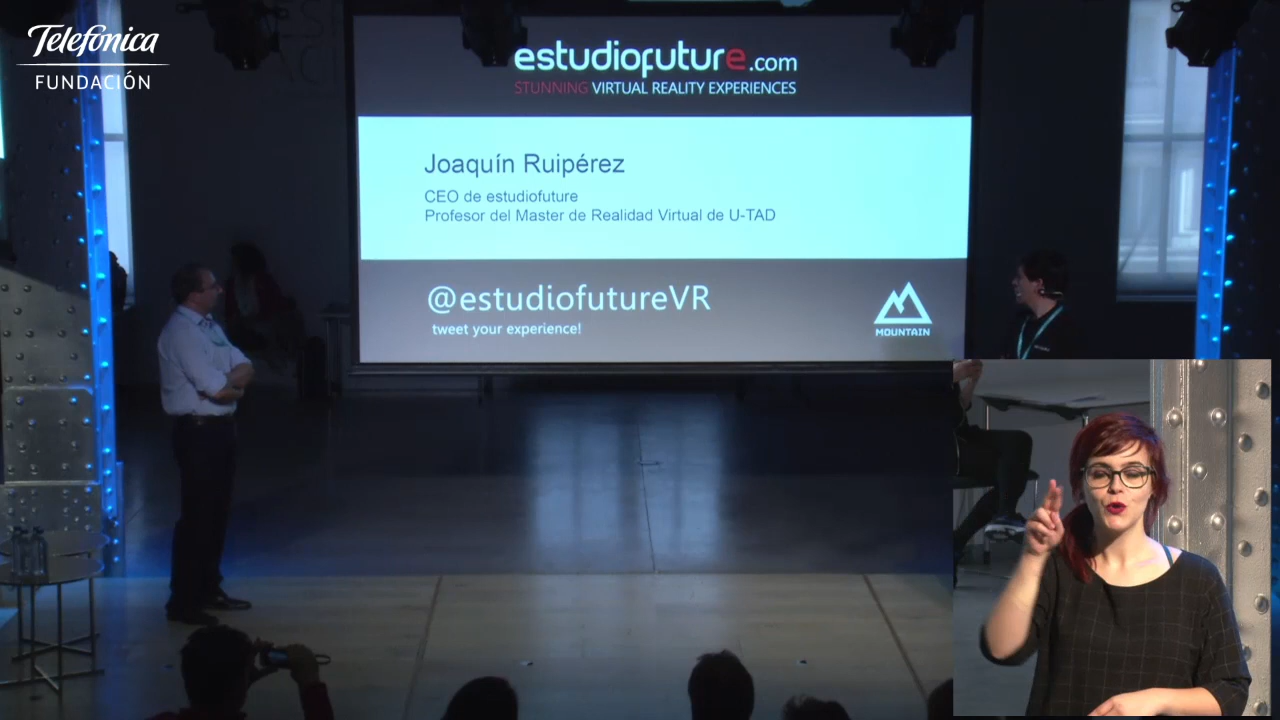 Telefónica
FUNDACIÓN
estudiofuture.com
STUNNING VIRTUAL REALITY EXPERIENCES
Joaquín Ruipérez
CEO de estudiofuture
Profesor del Master de Realidad Virtual de U-TAD
@estudiofutureVR
tweet your experience!
MOUNTAIN